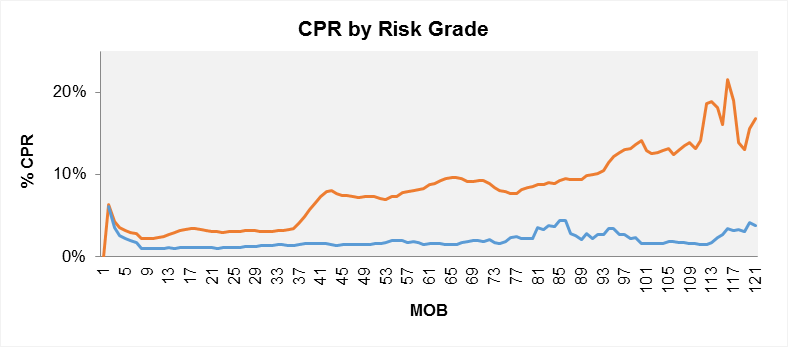 CPR by Risk Grade
20%
10%
0%
% CPR
1 5 9 13 17 21 25 29 33 37 41 45 49 53 57 61 65 69 73 77 81 85 89 93 97 101 105 109 113 117 121
MOB